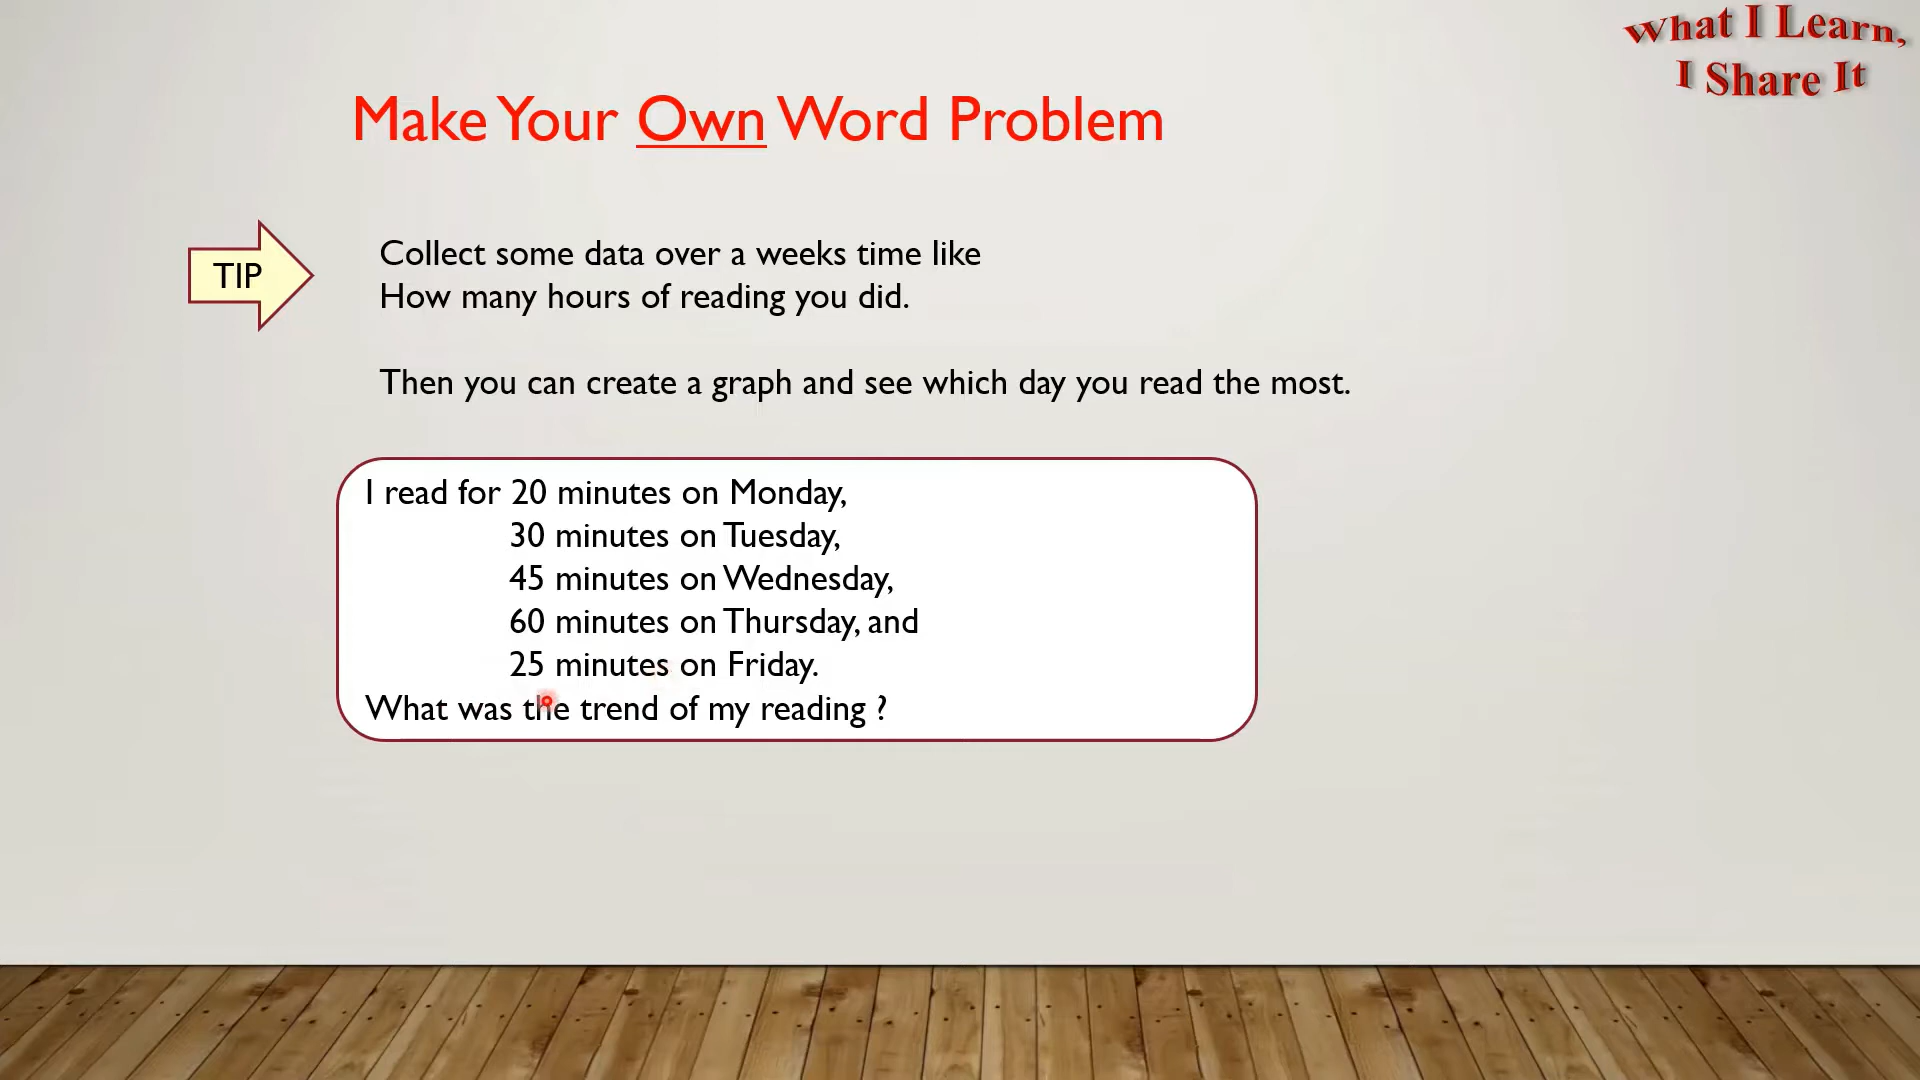 What I Learn,
I Share It
Make Your Own Word Problem
TIP
Collect some data over a weeks time like
How many hours of reading you did.
Then you can create a graph and see which day you read the most.
I read for 20 minutes on Monday,
30 minutes on Tuesday,
45 minutes on Wednesday,
60 minutes on Thursday, and
25 minutes on Friday.
What was the trend of my reading ?